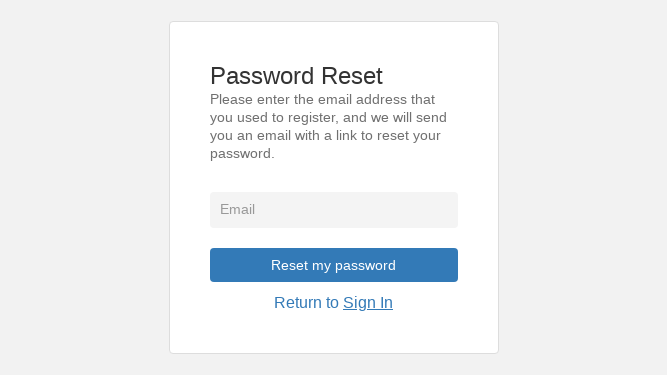 Password Reset
Please enter the email address that
you used to register, and we will send
you an email with a link to reset your
password.
Email
Reset my password
Return to Sign In